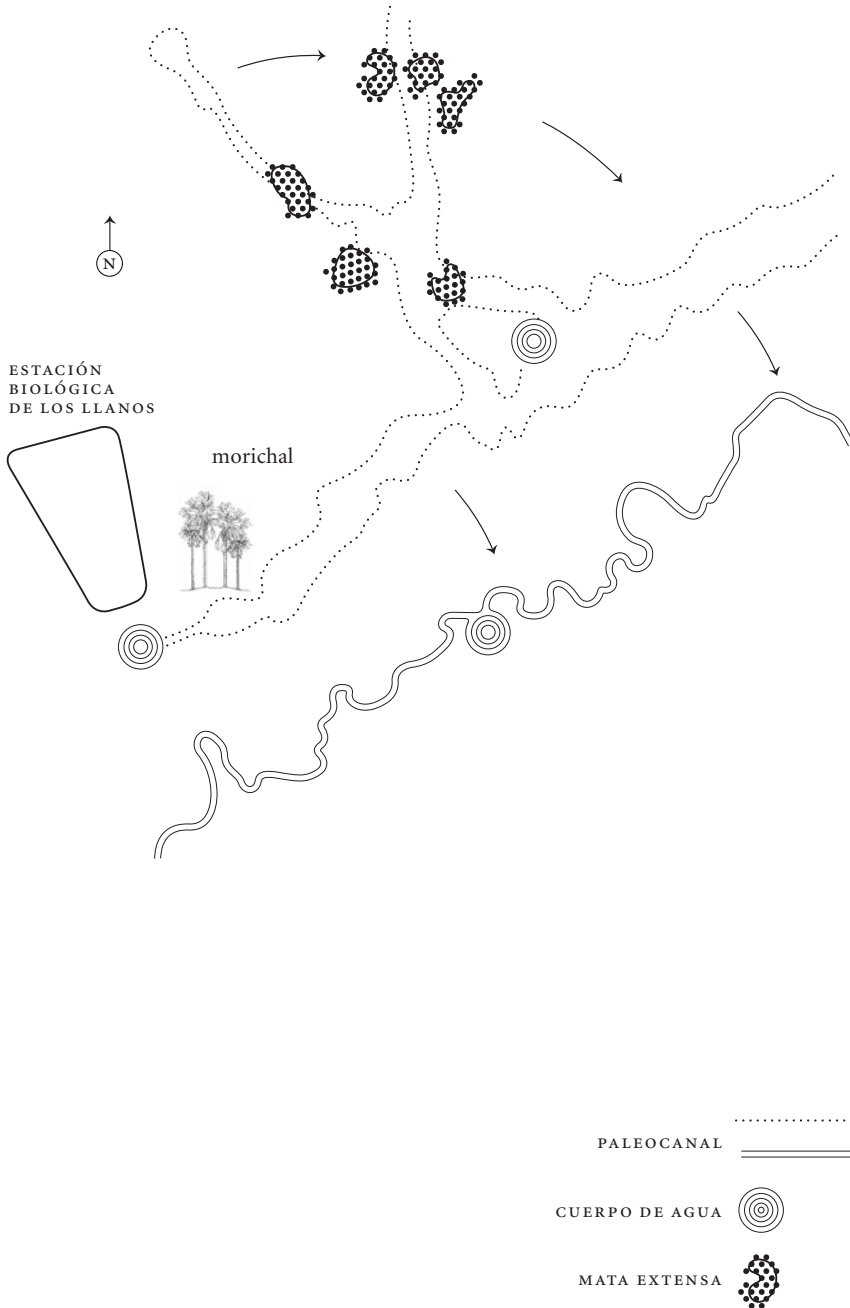 N
ESTACIÓN
BIOLÓGICA
DE LOS LLANOS
morichal
PALEOCANAL
CUERPO DE AGUA
MATA EXTENSA